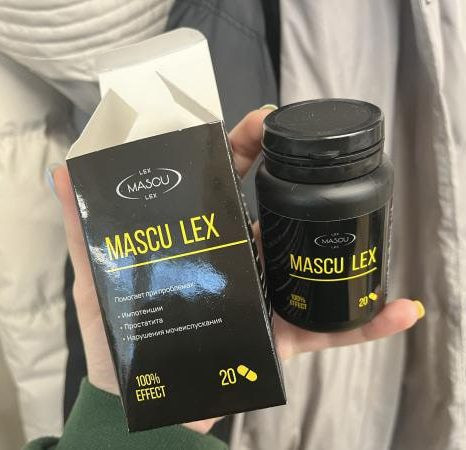 LEX
MASCU
LEX
MASCU LEX
Помогает при проблемах:
• Импотенции
• Простатита
• Нарушения мочеиспускания
100%
EFFECT
20
LEX
MASCU
LEX
MASCU LEX
100%
EFFECT
20